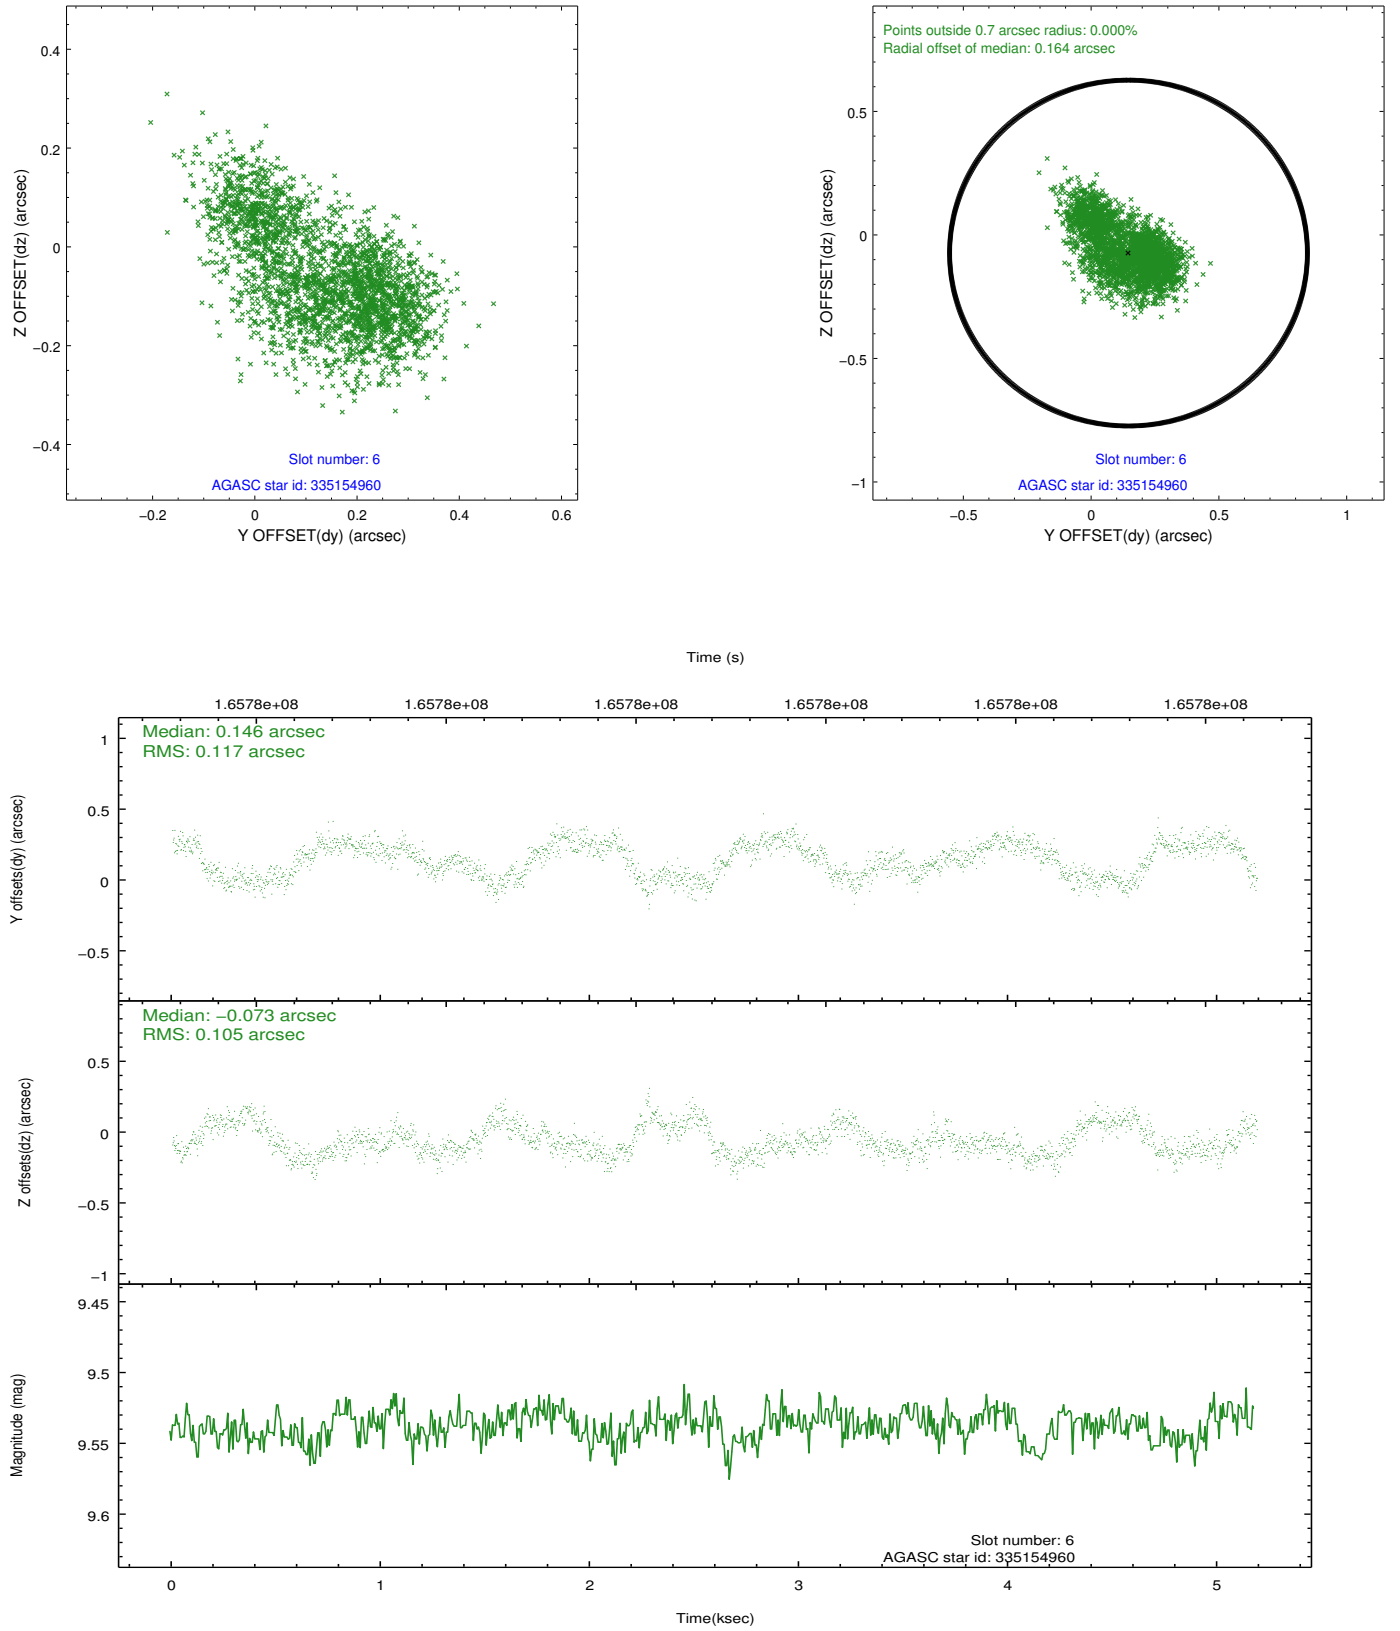 0.4
0.2
0
−0.2
−0.4
Z OFFSET(dz) (arcsec)
Slot number: 6
AGASC star id: 335154960
−0.2 0 0.2 0.4 0.6
Y OFFSET(dy) (arcsec)
Points outside 0.7 arcsec radius: 0.000%
Radial offset of median: 0.164 arcsec
0.5
0
−0.5
−1
Z OFFSET(dz) (arcsec)
Slot number: 6
AGASC star id: 335154960
−0.5 0 0.5 1
Y OFFSET(dy) (arcsec)
Time (s)
1.6578e+08 1.6578e+08 1.6578e+08 1.6578e+08 1.6578e+08 1.6578e+08
Median: 0.146 arcsec
RMS: 0.117 arcsec
1
0.5
0
−0.5
Y offsets(dy) (arcsec)
Median: −0.073 arcsec
RMS: 0.105 arcsec
0.5
0
−0.5
−1
Z offsets(dz) (arcsec)
9.45
9.5
9.55
9.6
Magnitude (mag)
Slot number: 6
AGASC star id: 335154960
0 1 2 3 4 5
Time(ksec)